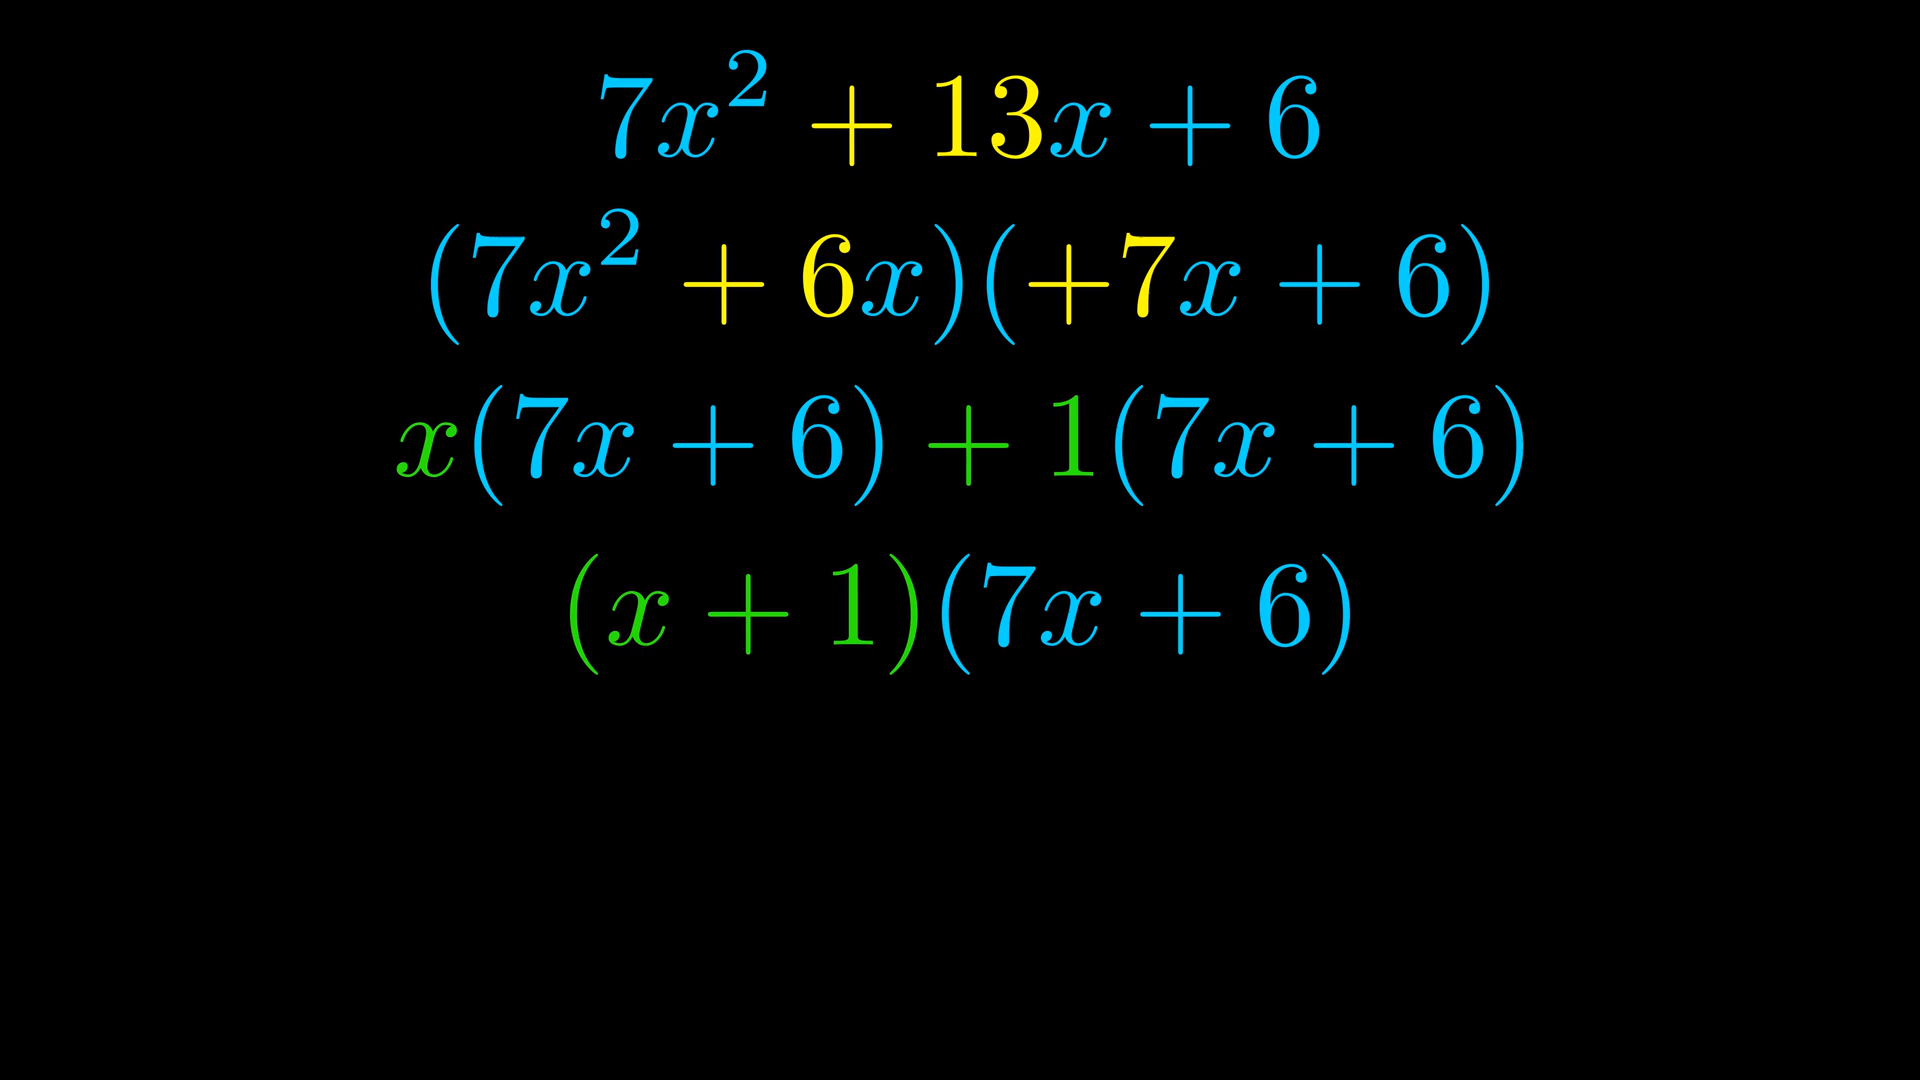 7x² + 13x + 6
(7x² + 6x)(+7x + 6)
x(7x + 6) + 1(7x + 6)
(x + 1)(7x + 6)